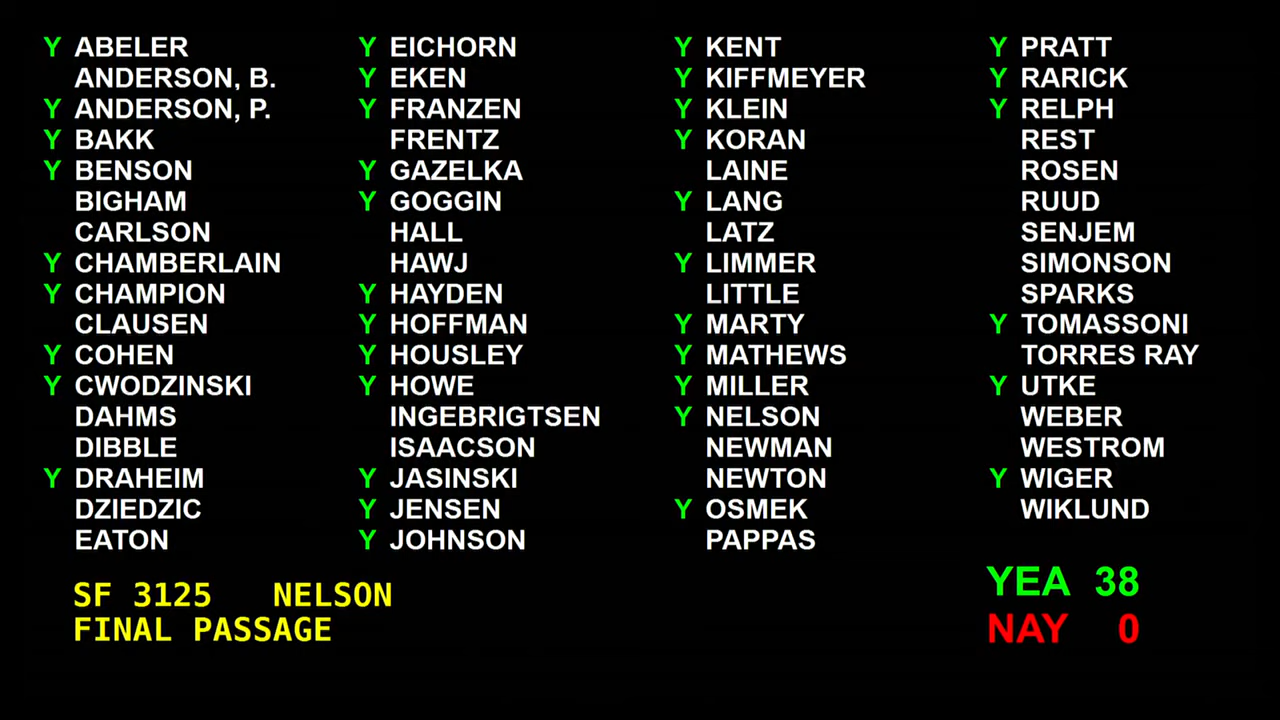 Y ABELER
ANDERSON, B.
Y ANDERSON, P.
Y BAKK
Y BENSON
BIGHAM
CARLSON
Y CHAMBERLAIN
Y CHAMPION
CLAUSEN
Y COHEN
Y CWODZINSKI
DAHMS
DIBBLE
Y DRAHEIM
DZIEDZIC
EATON
Y EICHORN
Y EKEN
Y FRANZEN
FRENTZ
Y GAZELKA
Y GOGGIN
HALL
HAWJ
Y HAYDEN
Y HOFFMAN
Y HOUSLEY
Y HOWE
INGEBRIGTSEN
ISAACSON
Y JASINSKI
Y JENSEN
Y JOHNSON
Y KENT
Y KIFFMEYER
Y KLEIN
Y KORAN
LAINE
Y LANG
LATZ
Y LIMMER
LITTLE
Y MARTY
Y MATHEWS
Y MILLER
Y NELSON
NEWMAN
NEWTON
Y OSMEK
PAPPAS
Y PRATT
Y RARICK
Y RELPH
REST
ROSEN
RUUD
SENJEM
SIMONSON
SPARKS
Y TOMASSONI
TORRES RAY
Y UTKE
WEBER
WESTROM
Y WIGER
WIKLUND
SF 3125 NELSON
FINAL PASSAGE
YEA 38
NAY 0